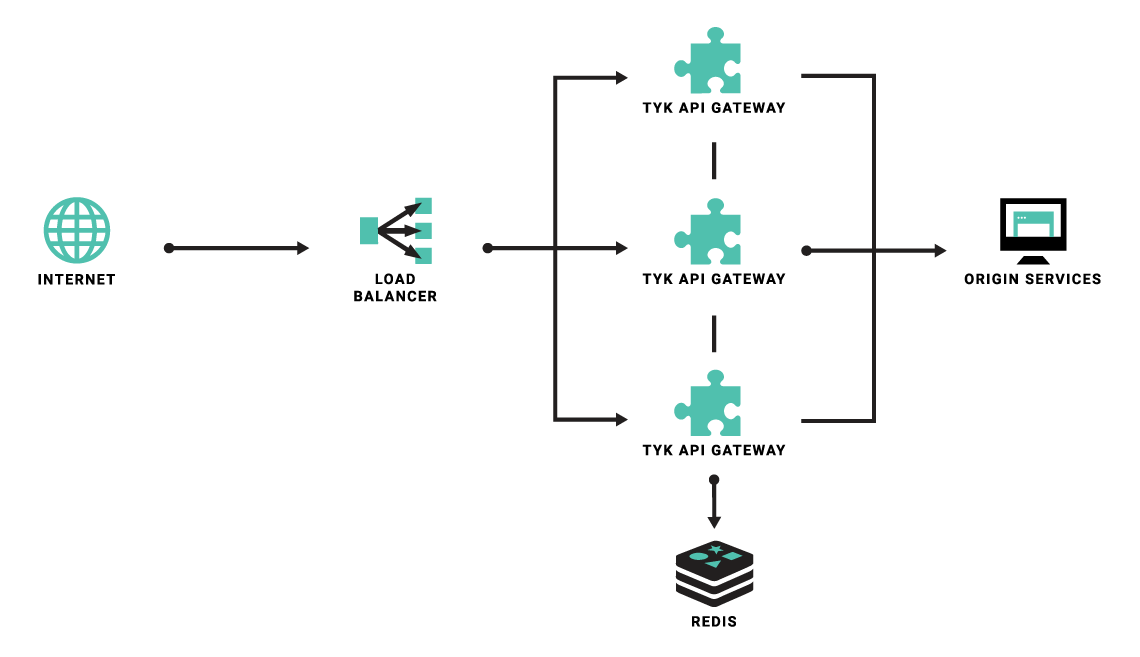 TYK API GATEWAY
INTERNET
LOAD
BALANCER
TYK API GATEWAY
ORIGIN SERVICES
TYK API GATEWAY
REDIS